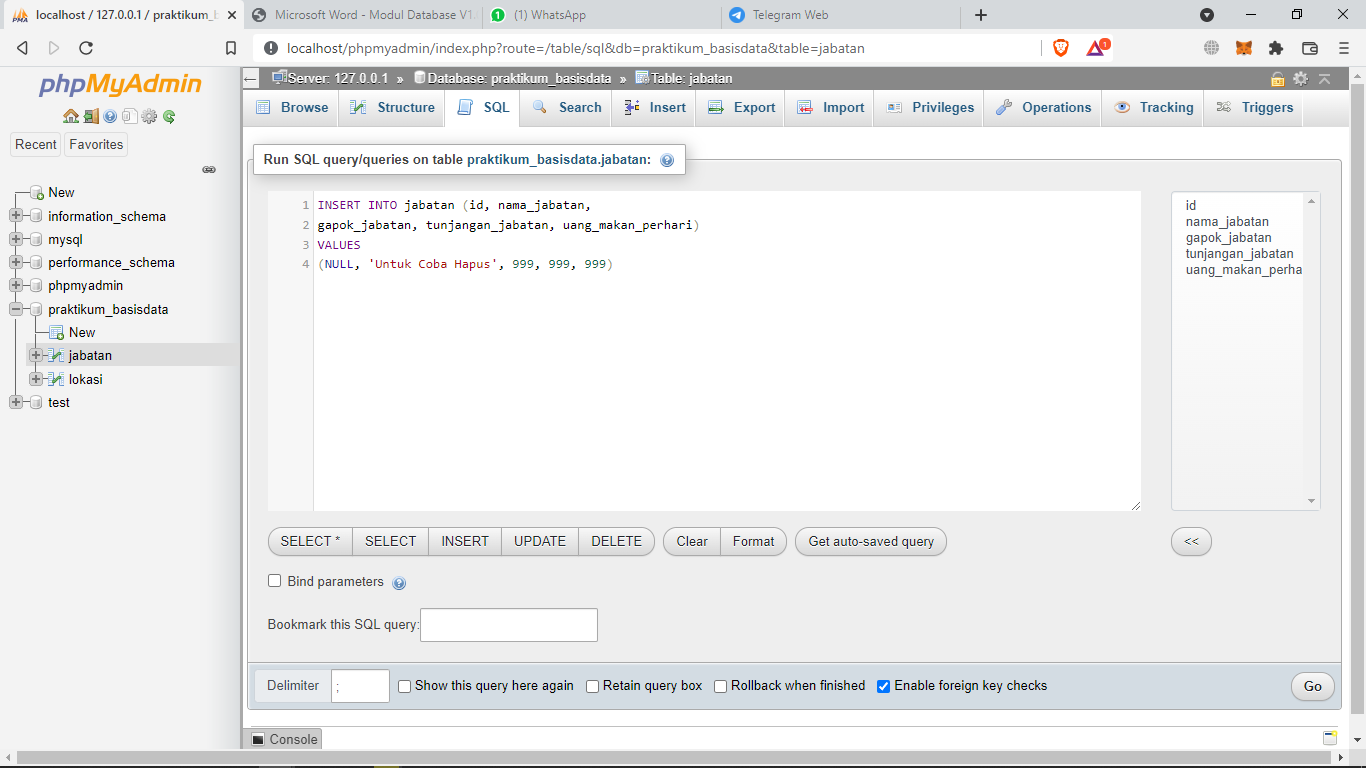 localhost / 127.0.0.1 / praktikum_b
Microsoft Word - Modul Database V1.
(1) WhatsApp
Telegram Web
localhost/phpmyadmin/index.php?route=/table/sql&db=praktikum_basisdata&table=jabatan
1
phpMyAdmin
Recent Favorites
New
information_schema
mysql
performance_schema
phpmyadmin
praktikum_basisdata
New
jabatan
lokasi
test
Server: 127.0.0.1 » Database: praktikum_basisdata » Table: jabatan
Browse Structure SQL Search Insert Export Import Privileges Operations Tracking Triggers
Run SQL query/queries on table praktikum_basisdata.jabatan:
1 INSERT INTO jabatan (id, nama_jabatan,
2 gapok_jabatan, tunjangan_jabatan, uang_makan_perhari)
3 VALUES
4 (NULL, 'Untuk Coba Hapus', 999, 999, 999)
id
nama_jabatan
gapok_jabatan
tunjangan_jabatan
uang_makan_perha
SELECT * SELECT INSERT UPDATE DELETE Clear Format Get auto-saved query <<
Bind parameters
Bookmark this SQL query:
Delimiter ; Show this query here again Retain query box Rollback when finished Enable foreign key checks Go
Console